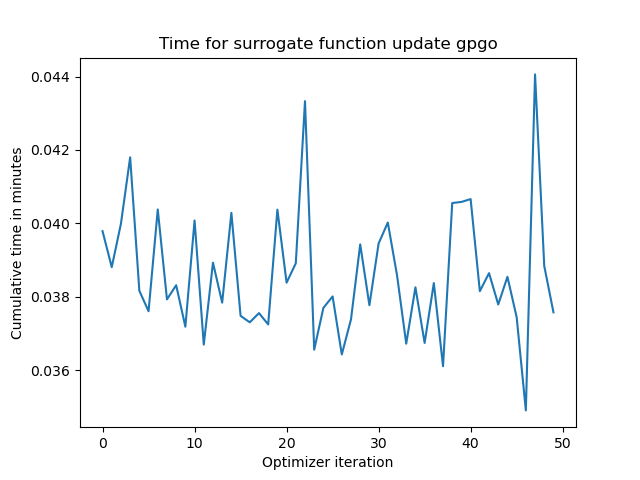 Time for surrogate function update gpgo
0.044
0.042
0.040
0.038
0.036
Cumulative time in minutes
0 10 20 30 40 50
Optimizer iteration